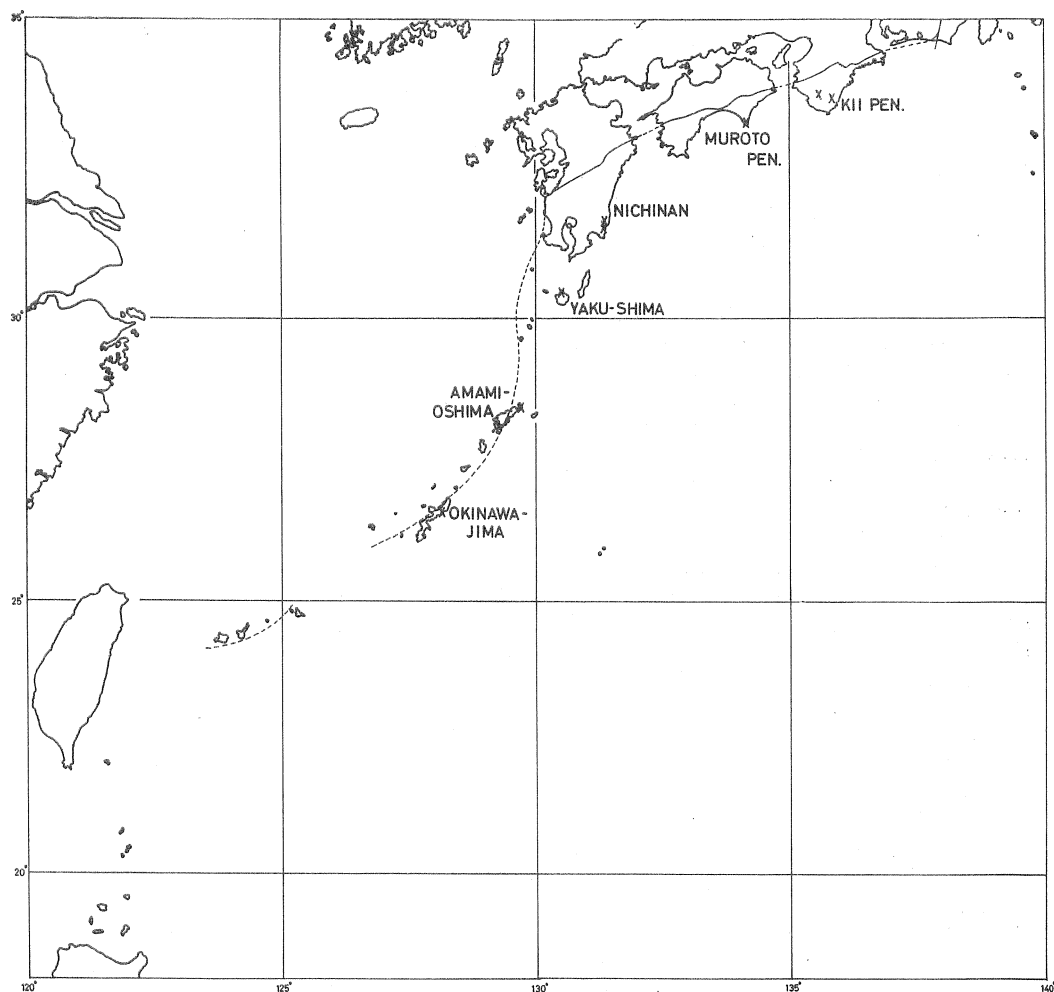 35°
KII PEN.
MUROTO
PEN.
NICHINAN
30°
YAKU-SHIMA
AMAMI-
OSHIMA
OKINAWA-
JIMA
25°
20°
120°
125°
130°
135°
140°